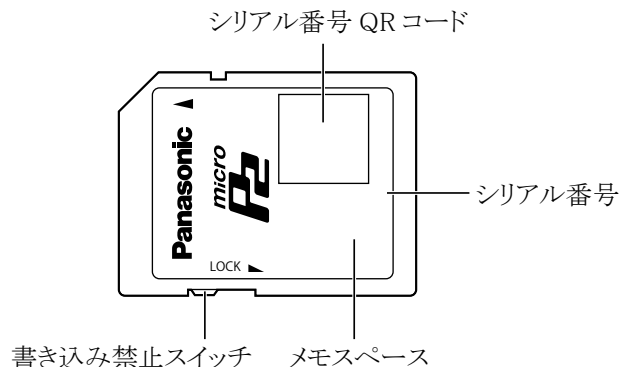 シリアル番号 QR コード
Panasonic
micro
P2
シリアル番号
LOCK
書き込み禁止スイッチ
メモスペース